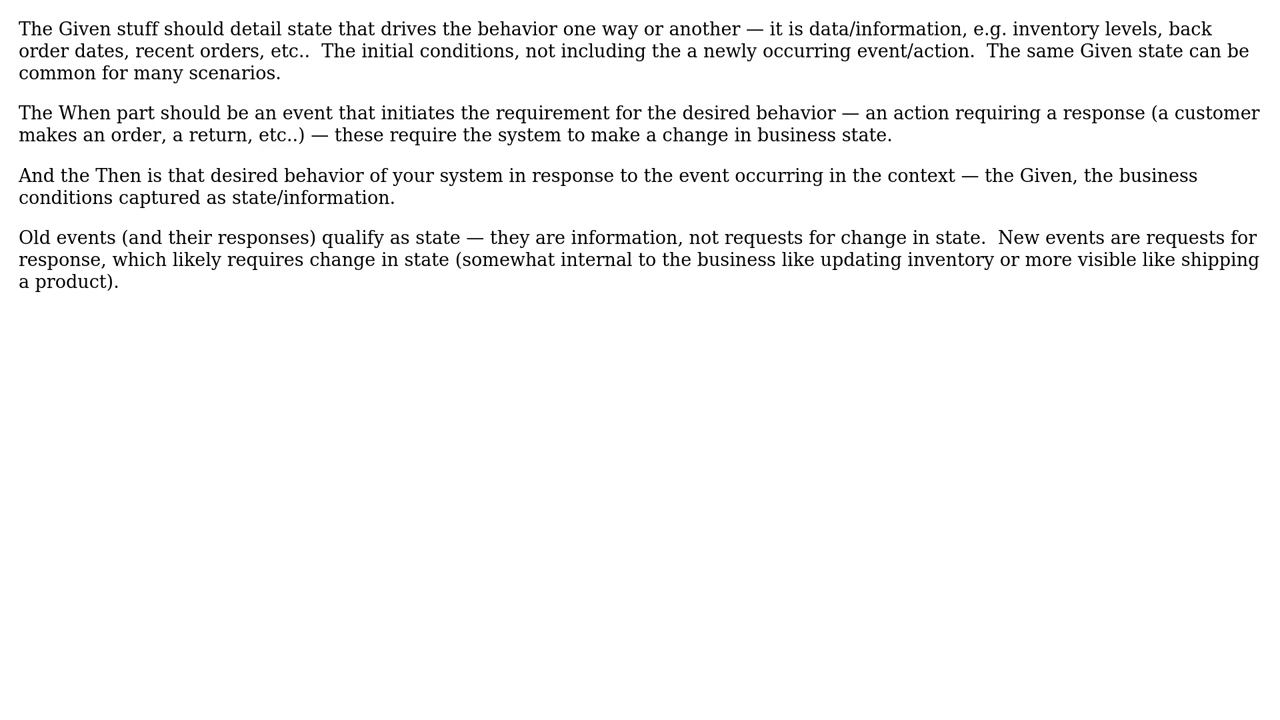 The Given stuff should detail state that drives the behavior one way or another — it is data/information, e.g. inventory levels, back
order dates, recent orders, etc..  The initial conditions, not including the a newly occurring event/action.  The same Given state can be
common for many scenarios.
The When part should be an event that initiates the requirement for the desired behavior — an action requiring a response (a customer
makes an order, a return, etc..) — these require the system to make a change in business state.
And the Then is that desired behavior of your system in response to the event occurring in the context — the Given, the business
conditions captured as state/information.
Old events (and their responses) qualify as state — they are information, not requests for change in state.  New events are requests for
response, which likely requires change in state (somewhat internal to the business like updating inventory or more visible like shipping
a product).